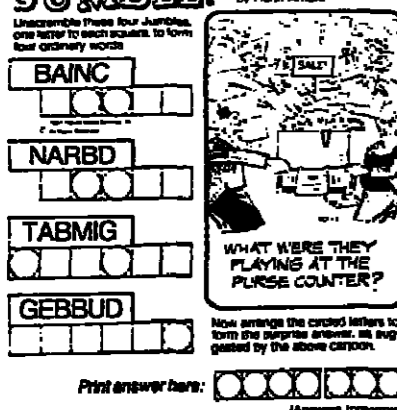 JUMBLE.
Unscramble these four Jumbles,
one letter to each square, to form
four ordinary words
BAINC
NARBD
TABMIG
GEBBUD
SALE
WHAT WERE THEY
PLAYING AT THE
PURSE COUNTER?
Now arrange the circled letters to
form the surprise answer, as sug-
gested by the above cartoon.
Print answer here: